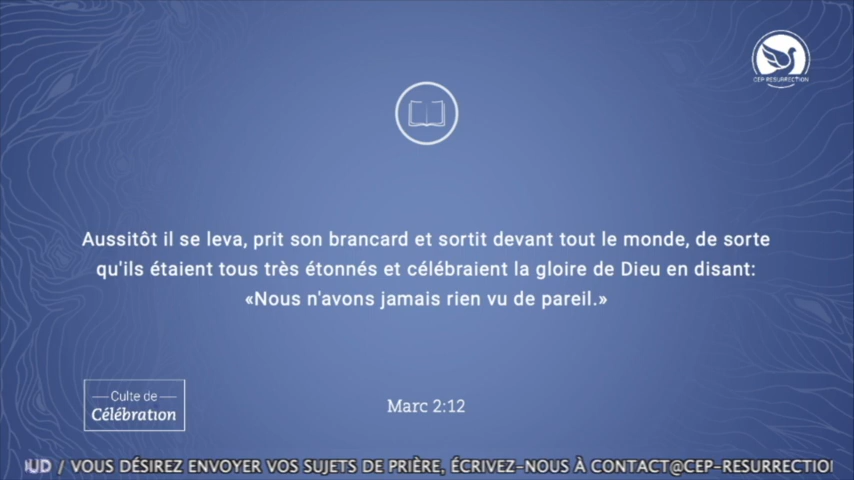 CEP-RESURRECTION
Aussitôt il se leva, prit son brancard et sortit devant tout le monde, de sorte
qu'ils étaient tous très étonnés et célébraient la gloire de Dieu en disant:
«Nous n'avons jamais rien vu de pareil.»
Culte de
Célébration
Marc 2:12
UD / VOUS DÉSIREZ ENVOYER VOS SUJETS DE PRIÈRE, ÉCRIVEZ-NOUS À CONTACT@CEP-RESURRECTIO